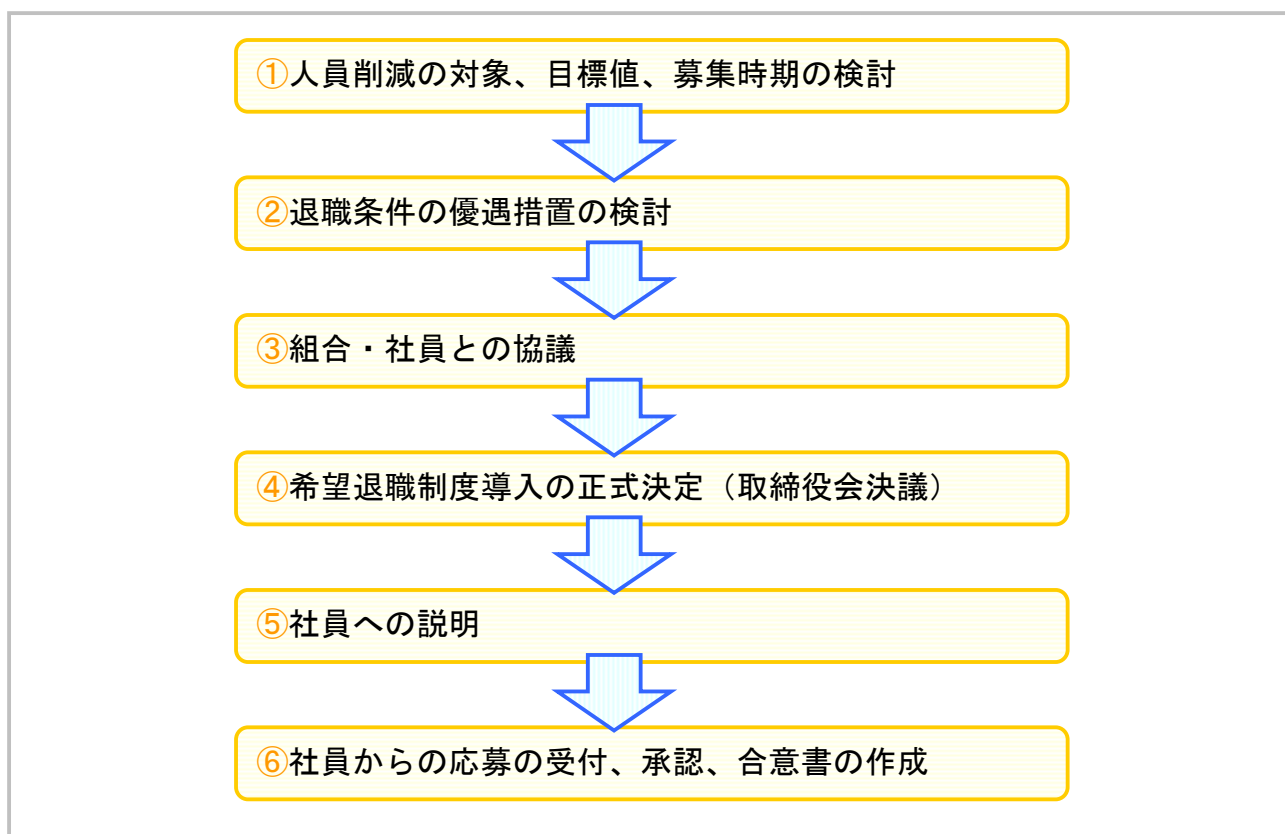 ①人員削減の対象、目標値、募集時期の検討
②退職条件の優遇措置の検討
③組合・社員との協議
④希望退職制度導入の正式決定（取締役会決議）
⑤社員への説明
⑥社員からの応募の受付、承認、合意書の作成